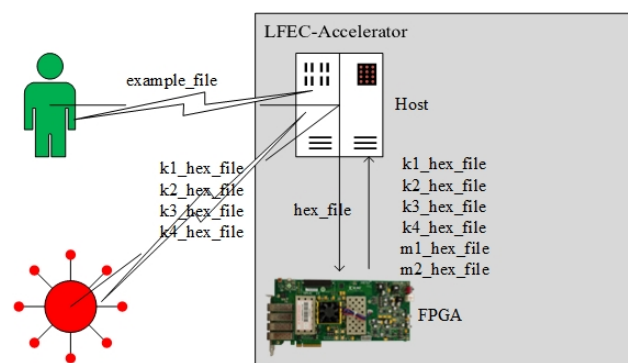 LFEC-Accelerator
example_file
Host
k1_hex_file
k2_hex_file
k3_hex_file
k4_hex_file
hex_file
k1_hex_file
k2_hex_file
k3_hex_file
k4_hex_file
m1_hex_file
m2_hex_file
FPGA